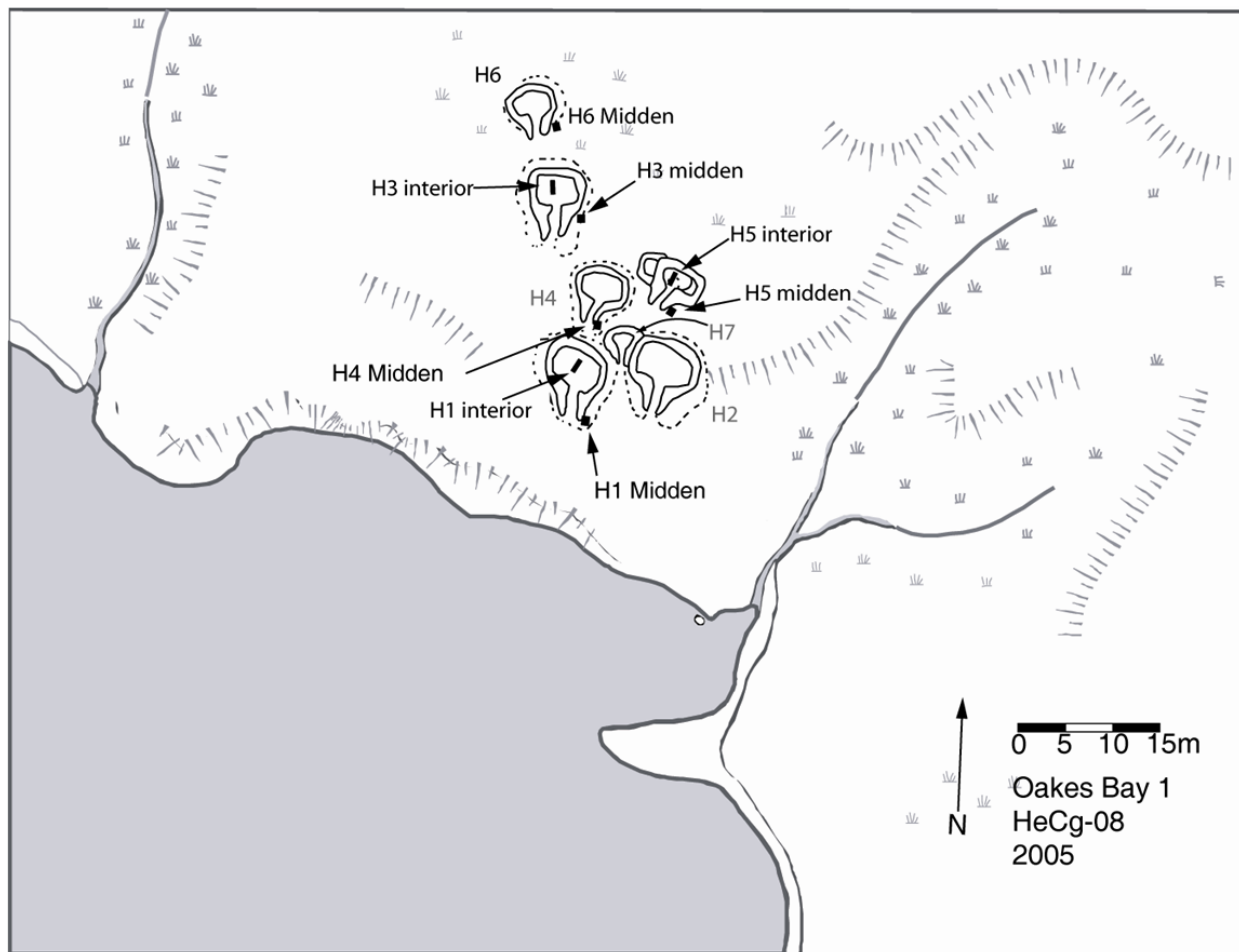 H6
H6 Midden
H3 midden
H3 interior
H5 interior
H4
H5 midden
H7
H4 Midden
H1 interior
H2
H1 Midden
0 5 10 15m
Oakes Bay 1
N
HeCg-08
2005